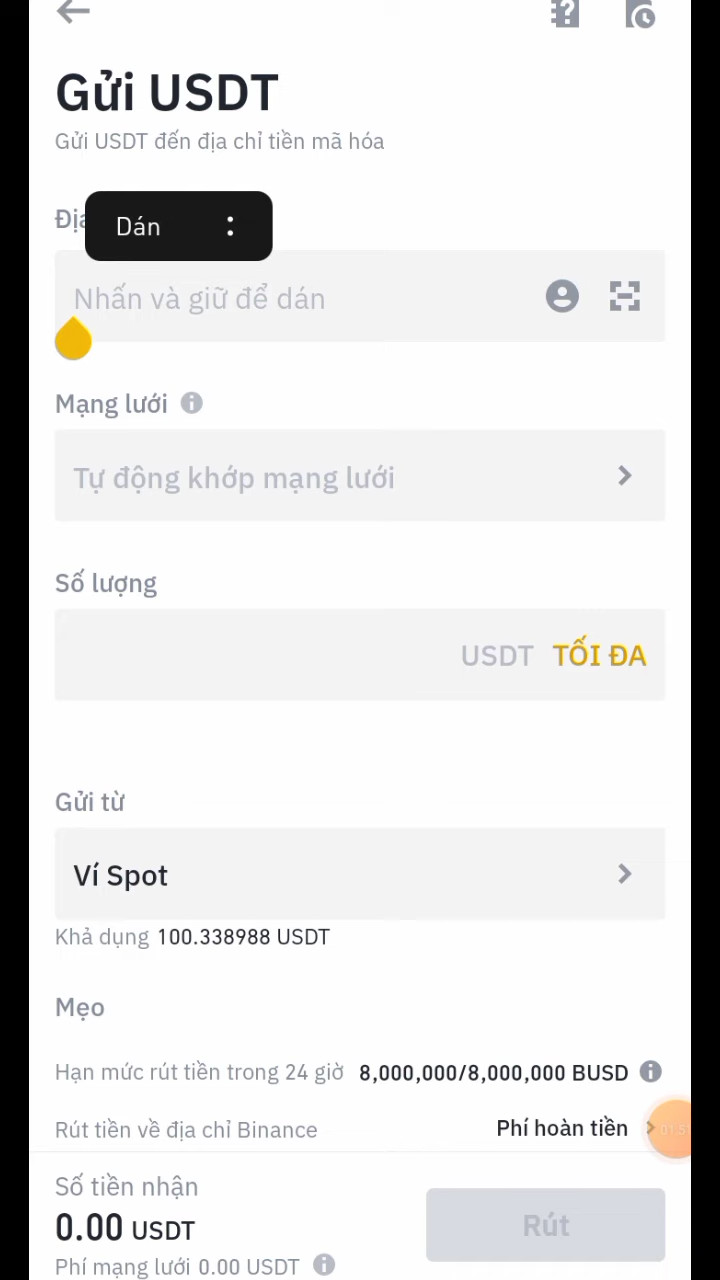 Gửi USDT
Gửi USDT đến địa chỉ tiền mã hóa
Dán
Nhấn và giữ để dán
Mạng lưới
Tự động khớp mạng lưới
Số lượng
USDT TỐI ĐA
Gửi từ
Ví Spot
Khả dụng 100.338988 USDT
Mẹo
Hạn mức rút tiền trong 24 giờ 8,000,000/8,000,000 BUSD
Rút tiền về địa chỉ Binance Phí hoàn tiền
Số tiền nhận
0.00 USDT
Rút
Phí mạng lưới 0.00 USDT